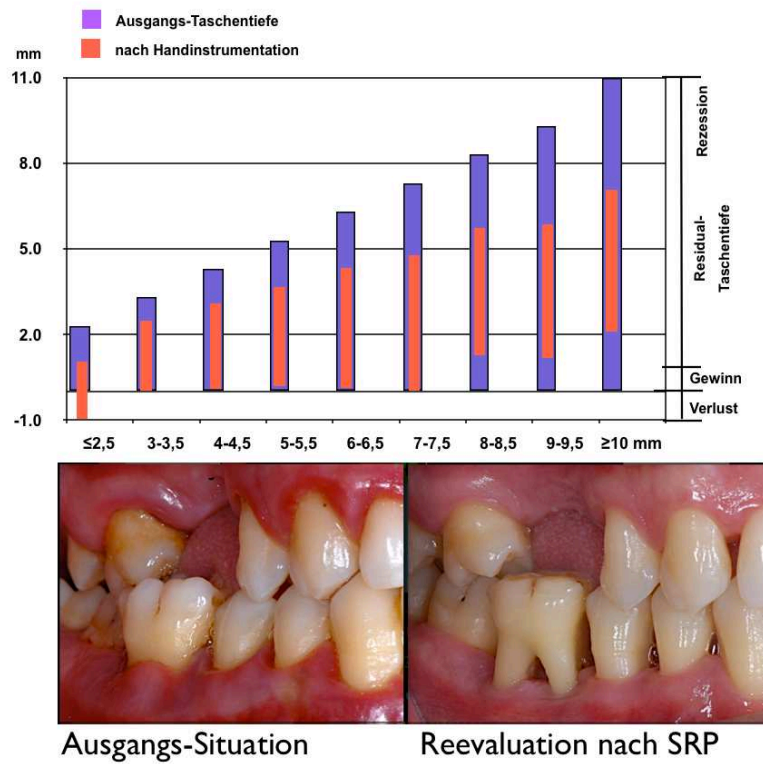 Ausgangs-Taschentiefe
nach Handinstrumentation
mm
11.0
8.0
5.0
2.0
-1.0
Rezession
Residual-
Taschentiefe
Gewinn
Verlust
≤2,5 3-3,5 4-4,5 5-5,5 6-6,5 7-7,5 8-8,5 9-9,5 ≥10 mm
Ausgangs-Situation
Reevaluation nach SRP